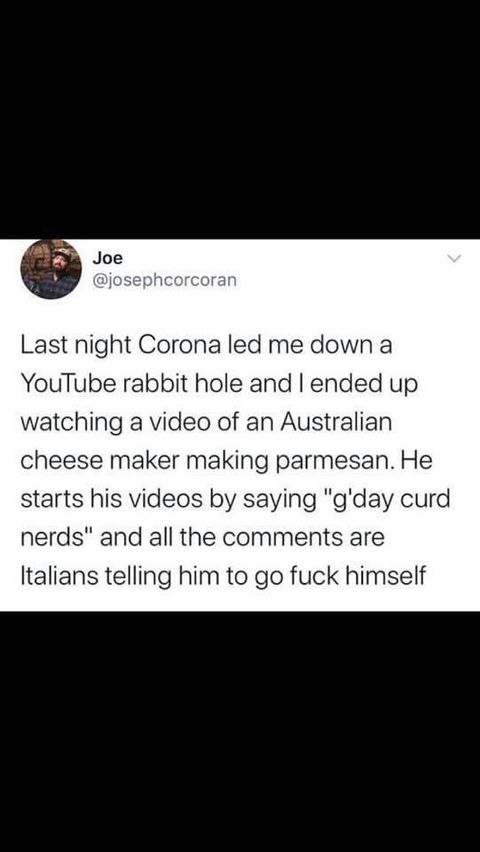 Joe
@josephcorcoran
Last night Corona led me down a
YouTube rabbit hole and I ended up
watching a video of an Australian
cheese maker making parmesan. He
starts his videos by saying "g'day curd
nerds" and all the comments are
Italians telling him to go fuck himself